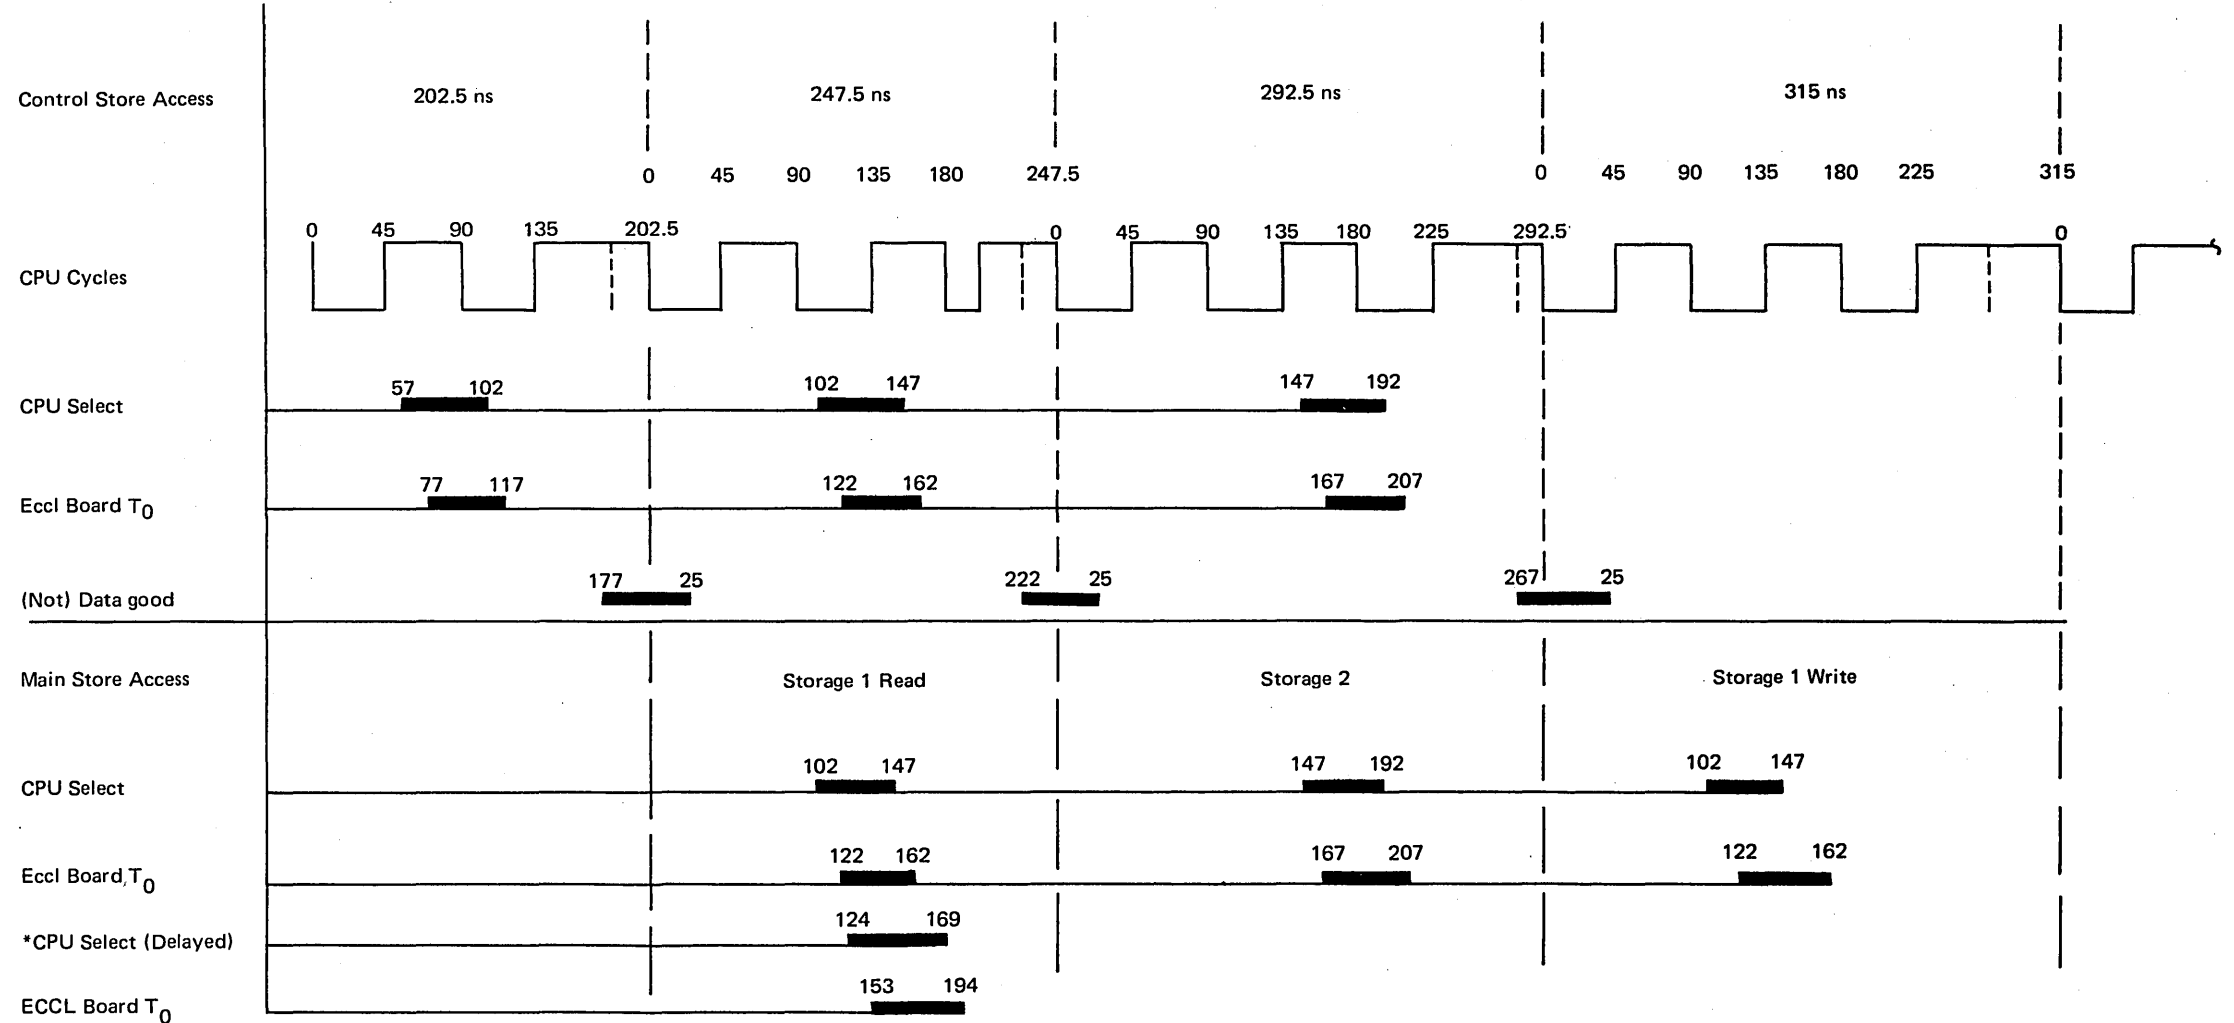 Control Store Access 202.5 ns 247.5 ns 292.5 ns 315 ns
0 45 90 135 180 247.5 0 45 90 135 180 225 315
0 45 90 135 202.5 0 45 90 135 180 225 292.5 0
CPU Cycles
57 102 102 147 147 192
CPU Select
77 117 122 162 167 207
Eccl Board T0
177 25 222 25 267 25
(Not) Data good
Main Store Access Storage 1 Read Storage 2 Storage 1 Write
102 147 147 192 102 147
CPU Select
122 162 167 207 122 162
Eccl Board,T0
124 169
*CPU Select (Delayed)
153 194
ECCL Board T0